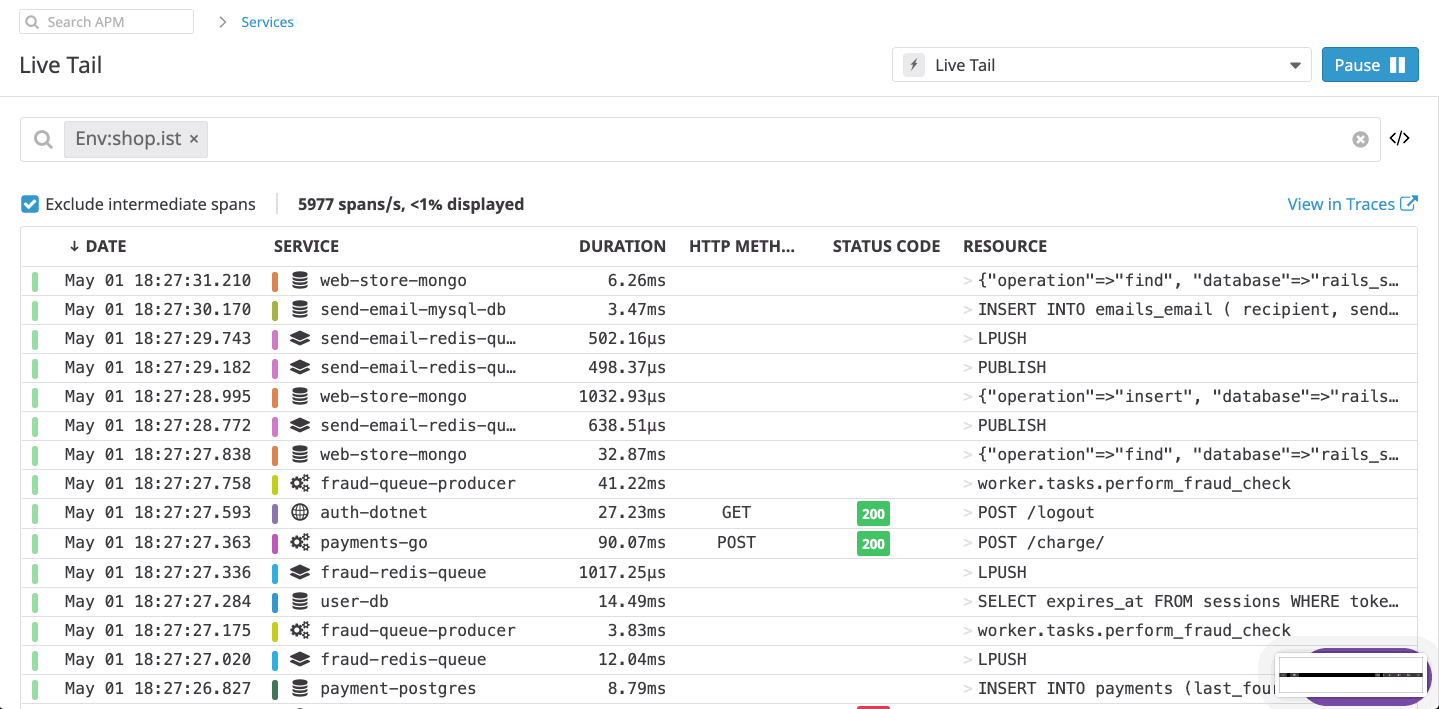 Search APM > Services
Live Tail Live Tail Pause
Env:shop.ist × </>
Exclude intermediate spans 5977 spans/s, <1% displayed View in Traces
↓ DATE SERVICE DURATION HTTP METH... STATUS CODE RESOURCE
May 01 18:27:31.210 web-store-mongo 6.26ms > {"operation"=>"find", "database"=>"rails_s…
May 01 18:27:30.170 send-email-mysql-db 3.47ms > INSERT INTO emails_email ( recipient, send…
May 01 18:27:29.743 send-email-redis-qu… 502.16µs > LPUSH
May 01 18:27:29.182 send-email-redis-qu… 498.37µs > PUBLISH
May 01 18:27:28.995 web-store-mongo 1032.93µs > {"operation"=>"insert", "database"=>"rails…
May 01 18:27:28.772 send-email-redis-qu… 638.51µs > PUBLISH
May 01 18:27:27.838 web-store-mongo 32.87ms > {"operation"=>"find", "database"=>"rails_s…
May 01 18:27:27.758 fraud-queue-producer 41.22ms > worker.tasks.perform_fraud_check
May 01 18:27:27.593 auth-dotnet 27.23ms GET 200 > POST /logout
May 01 18:27:27.363 payments-go 90.07ms POST 200 > POST /charge/
May 01 18:27:27.336 fraud-redis-queue 1017.25µs > LPUSH
May 01 18:27:27.284 user-db 14.49ms > SELECT expires_at FROM sessions WHERE toke…
May 01 18:27:27.175 fraud-queue-producer 3.83ms > worker.tasks.perform_fraud_check
May 01 18:27:27.020 fraud-redis-queue 12.04ms > LPUSH
May 01 18:27:26.827 payment-postgres 8.79ms > INSERT INTO payments (last_fou